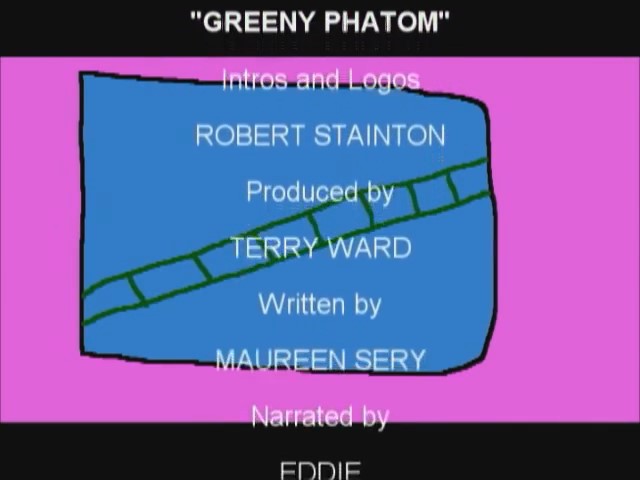 "GREENY PHATOM"
Intros and Logos
ROBERT STAINTON
Produced by
TERRY WARD
Written by
MAUREEN SERY
Narrated by
EDDIE